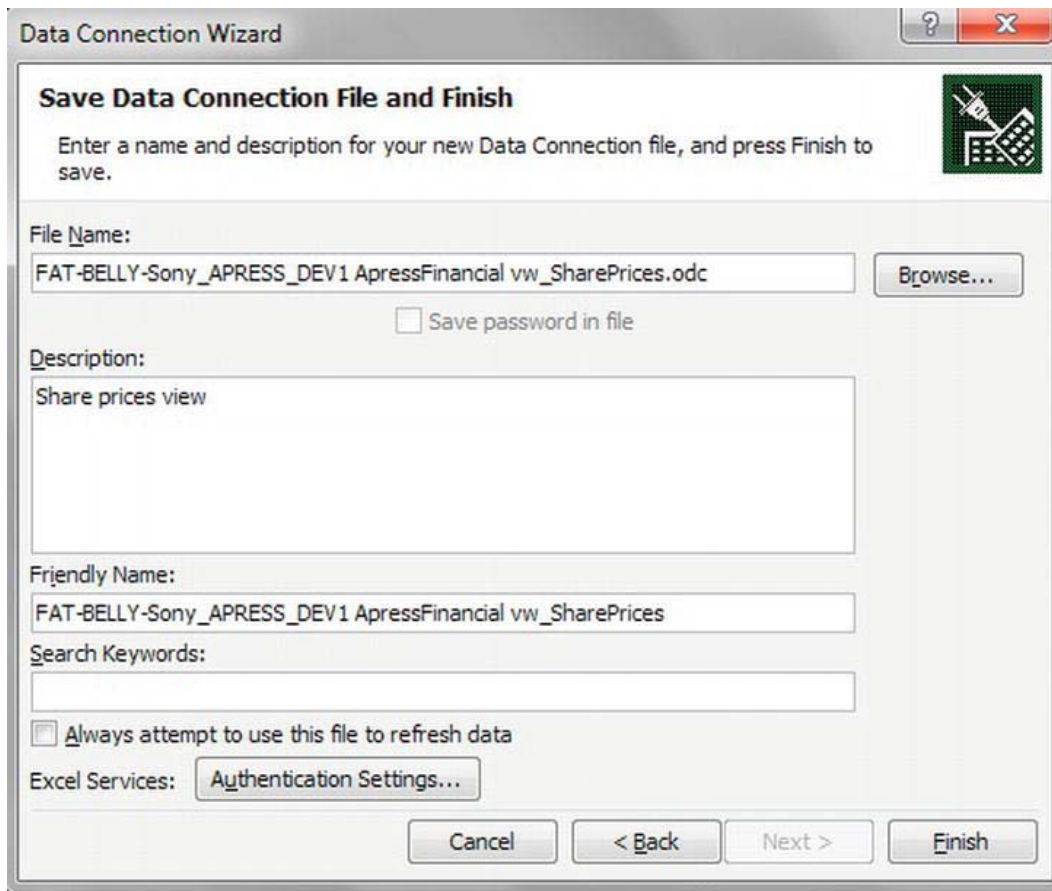 Data Connection Wizard
Save Data Connection File and Finish
Enter a name and description for your new Data Connection file, and press Finish to
save.
File Name:
FAT-BELLY-Sony_APRESS_DEV1 ApressFinancial vw_SharePrices.odc
Browse...
Save password in file
Description:
Share prices view
Friendly Name:
FAT-BELLY-Sony_APRESS_DEV1 ApressFinancial vw_SharePrices
Search Keywords:
Always attempt to use this file to refresh data
Excel Services: Authentication Settings...
Cancel < Back Next > Finish